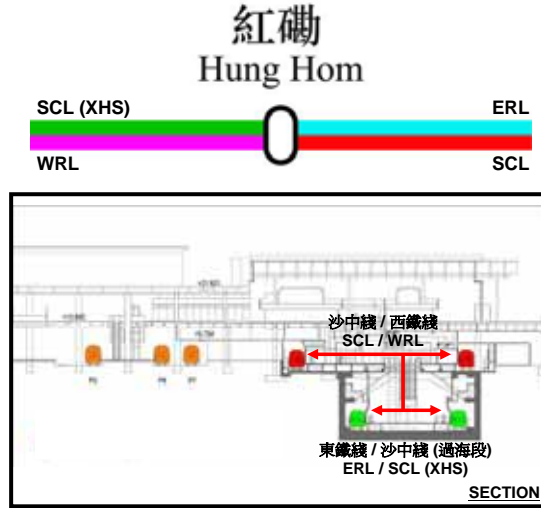 紅磡
Hung Hom
SCL (XHS)
ERL
WRL
SCL
沙中綫 / 西鐵綫
SCL / WRL
東鐵綫 / 沙中綫 (過海段)
ERL / SCL (XHS)
SECTION